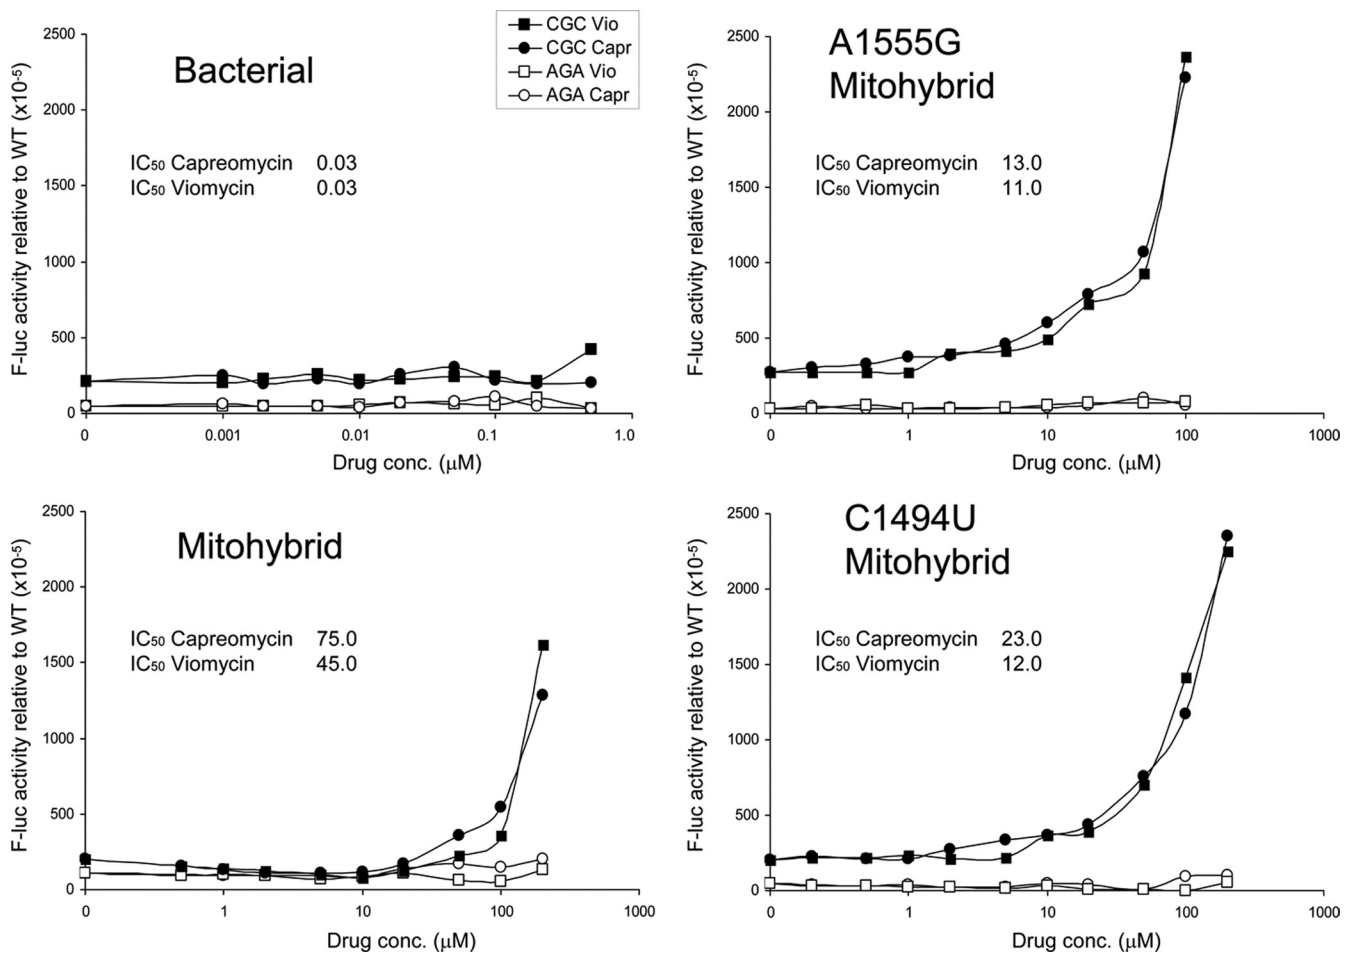 CGC Vio
CGC Capr
AGA Vio
AGA Capr
Bacterial
IC50 Capreomycin 0.03
IC50 Viomycin 0.03
F-luc activity relative to WT (x10-5)
2500
2000
1500
1000
500
0
0 0.001 0.01 0.1 1.0
Drug conc. (μM)
A1555G
Mitohybrid
IC50 Capreomycin 13.0
IC50 Viomycin 11.0
F-luc activity relative to WT (x10-5)
2500
2000
1500
1000
500
0
0 1 10 100 1000
Drug conc. (μM)
Mitohybrid
IC50 Capreomycin 75.0
IC50 Viomycin 45.0
F-luc activity relative to WT (x10-5)
2500
2000
1500
1000
500
0
0 1 10 100 1000
Drug conc. (μM)
C1494U
Mitohybrid
IC50 Capreomycin 23.0
IC50 Viomycin 12.0
F-luc activity relative to WT (x10-5)
2500
2000
1500
1000
500
0
0 1 10 100 1000
Drug conc. (μM)